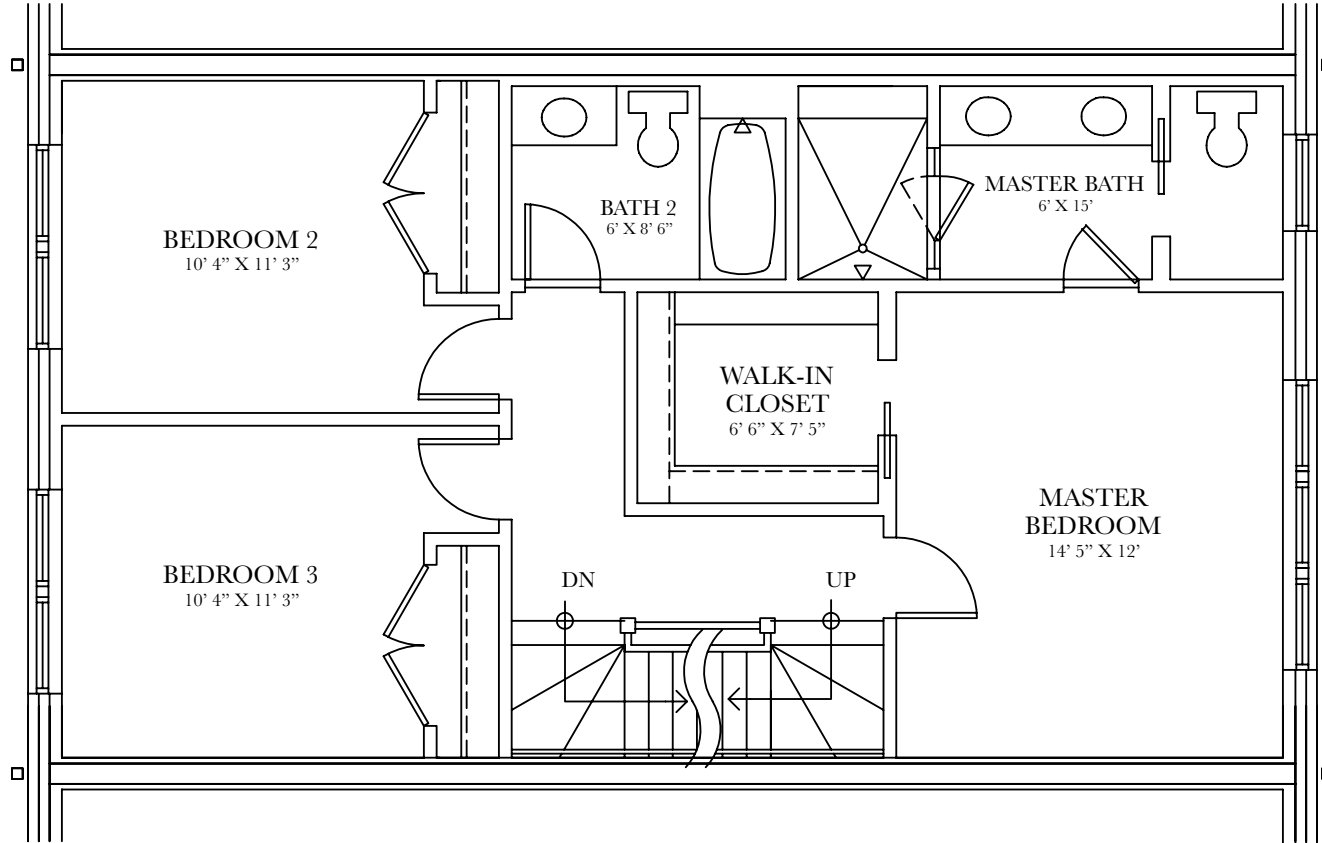 BEDROOM 2
10’ 4” X 11’ 3”
BATH 2
6’ X 8’ 6”
MASTER BATH
6’ X 15’
WALK-IN
CLOSET
6’ 6” X 7’ 5”
MASTER
BEDROOM
14’ 5” X 12’
BEDROOM 3
10’ 4” X 11’ 3”
DN
UP